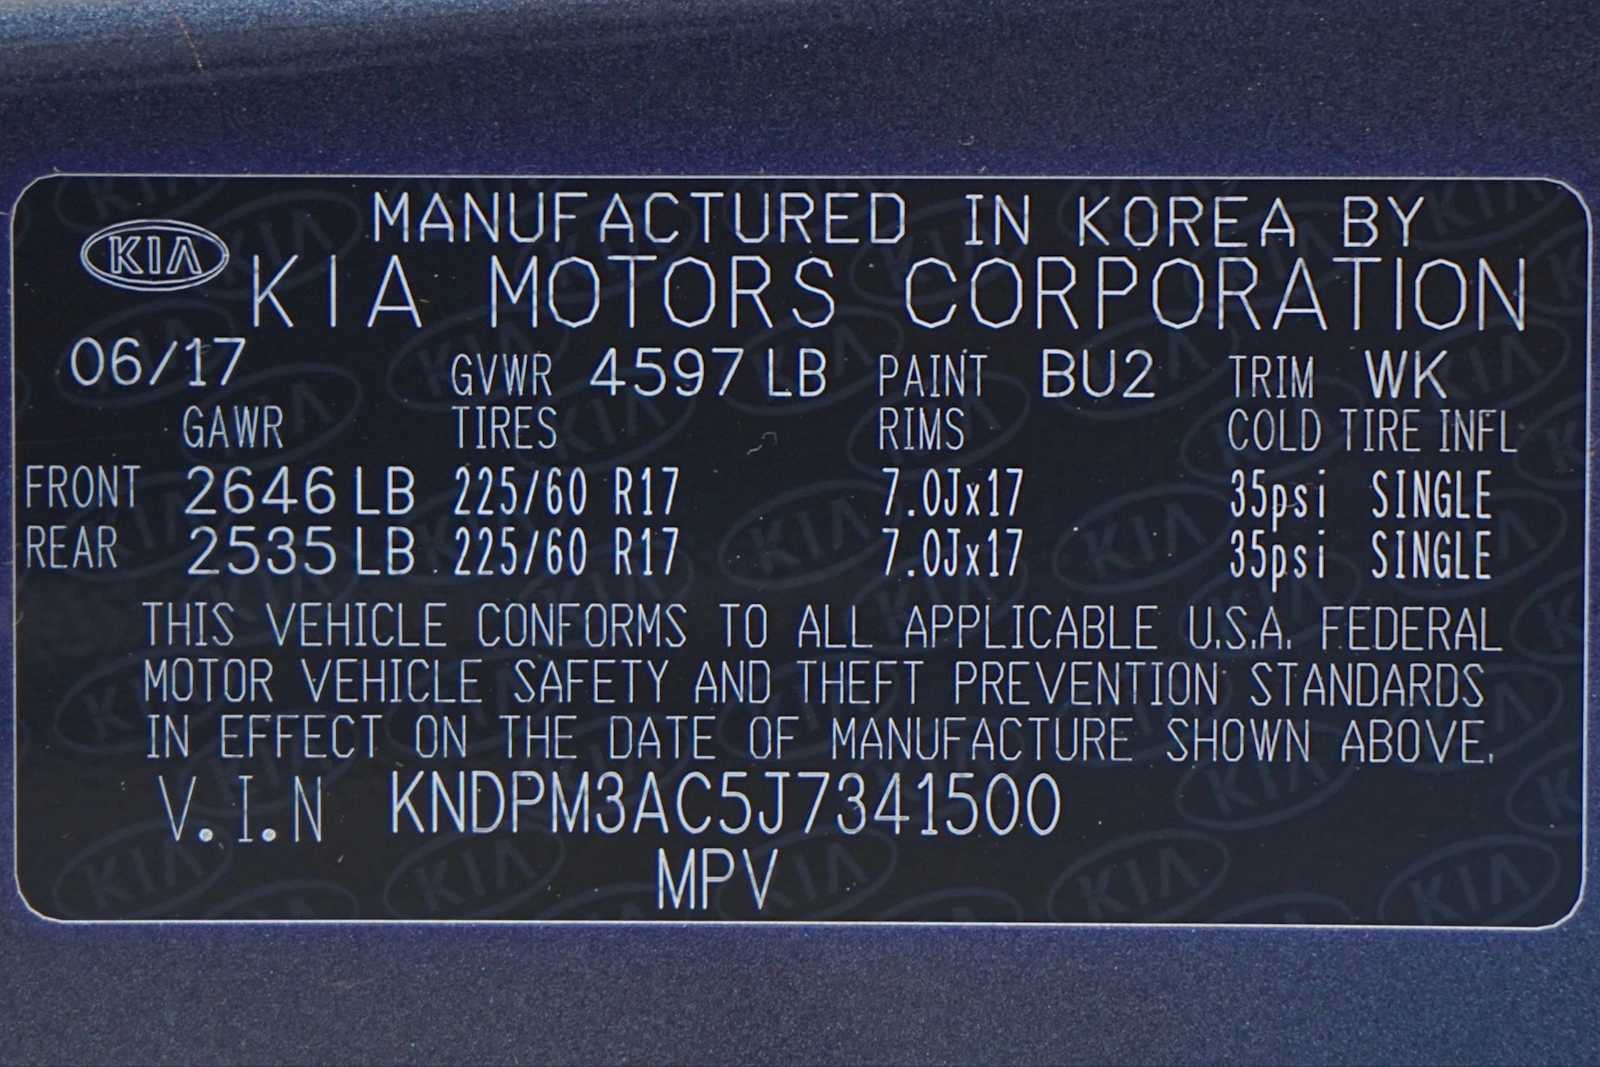 KIA MANUFACTURED IN KOREA BY
KIA MOTORS CORPORATION
06/17 GVWR 4597 LB PAINT BU2 TRIM WK
GAWR TIRES RIMS COLD TIRE INFL
FRONT 2646 LB 225/60 R17 7.0Jx17 35psi SINGLE
REAR 2535 LB 225/60 R17 7.0Jx17 35psi SINGLE
THIS VEHICLE CONFORMS TO ALL APPLICABLE U.S.A. FEDERAL
MOTOR VEHICLE SAFETY AND THEFT PREVENTION STANDARDS
IN EFFECT ON THE DATE OF MANUFACTURE SHOWN ABOVE.
V.I.N KNDPM3AC5J7341500
MPV